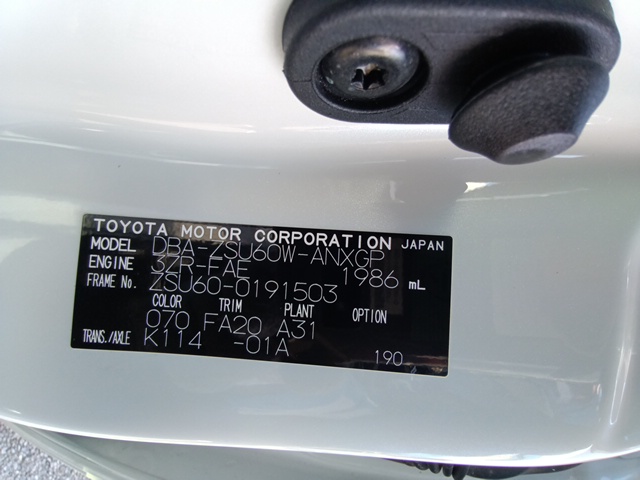 TOYOTA MOTOR CORPORATION JAPAN
MODEL DBA-ZSU60W-ANXGP
ENGINE 3ZR-FAE 1986 mL
FRAME No. ZSU60-0191503
COLOR TRIM PLANT OPTION
070 FA20 A31
TRANS./AXLE K114 -01A
190